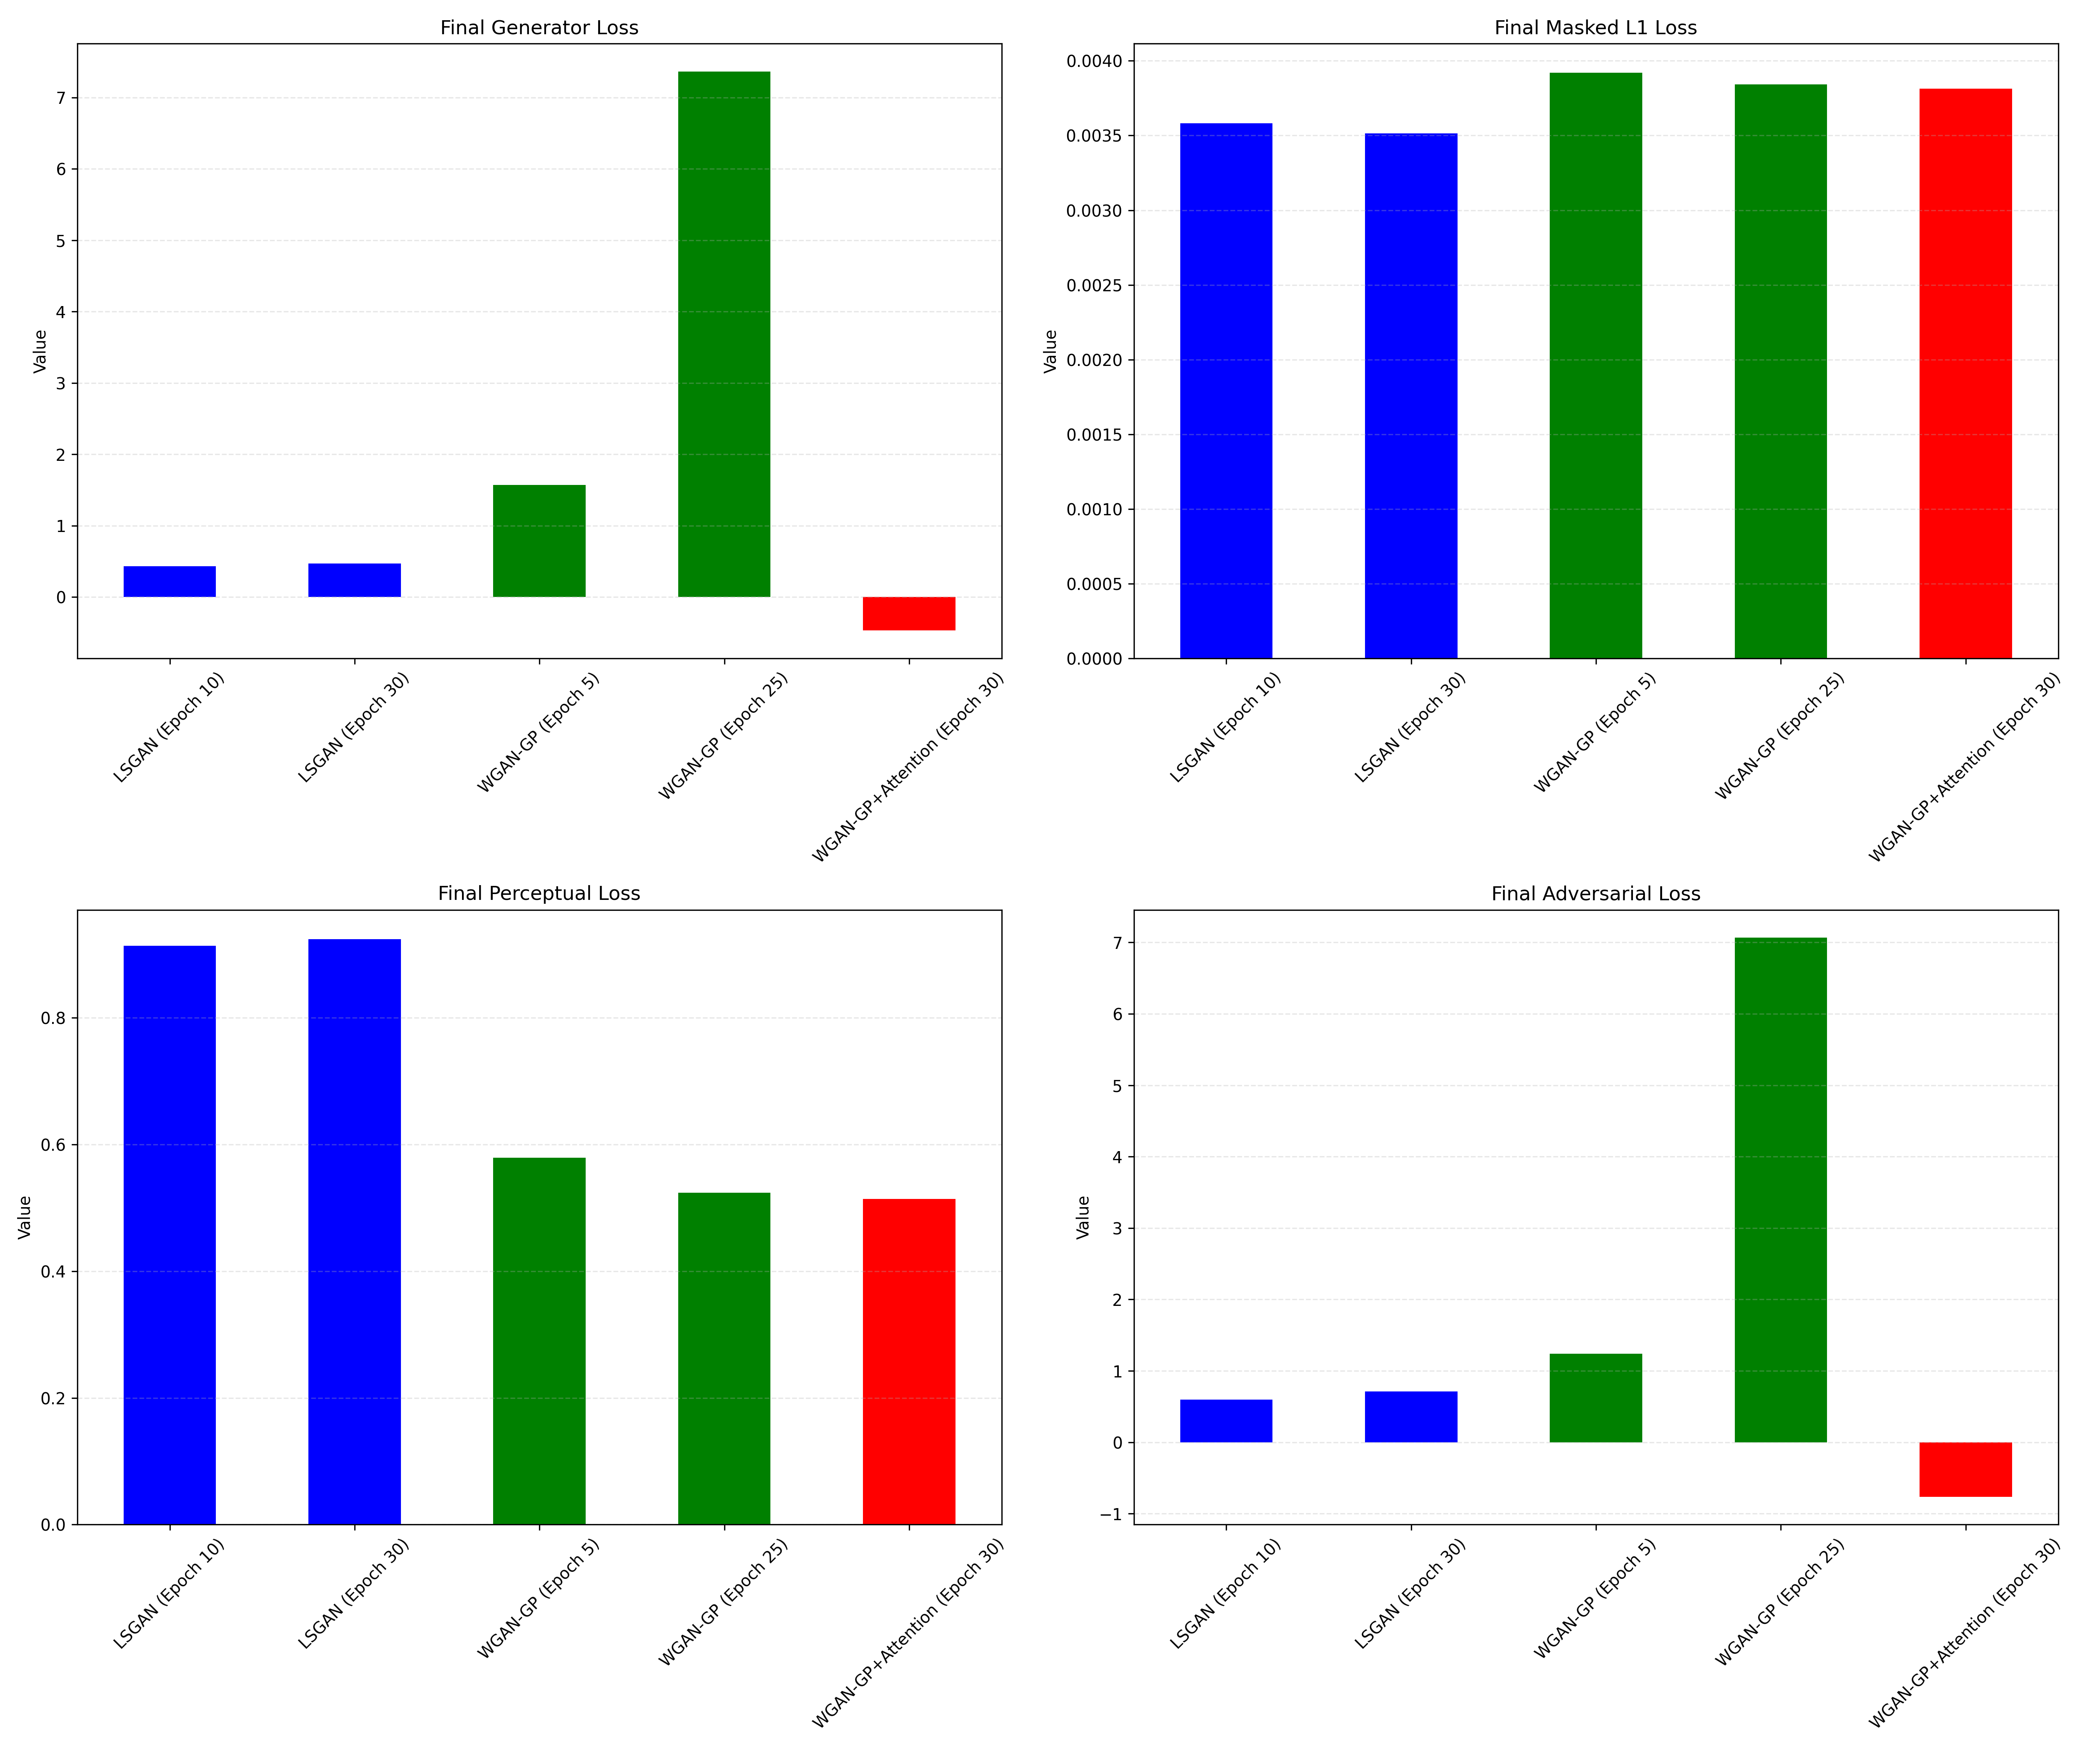 Final Generator Loss
Value
7
6
5
4
3
2
1
0
LSGAN (Epoch 10)
LSGAN (Epoch 30)
WGAN-GP (Epoch 5)
WGAN-GP (Epoch 25)
WGAN-GP+Attention (Epoch 30)
Final Masked L1 Loss
Value
0.0040
0.0035
0.0030
0.0025
0.0020
0.0015
0.0010
0.0005
0.0000
LSGAN (Epoch 10)
LSGAN (Epoch 30)
WGAN-GP (Epoch 5)
WGAN-GP (Epoch 25)
WGAN-GP+Attention (Epoch 30)
Final Perceptual Loss
Value
0.8
0.6
0.4
0.2
0.0
LSGAN (Epoch 10)
LSGAN (Epoch 30)
WGAN-GP (Epoch 5)
WGAN-GP (Epoch 25)
WGAN-GP+Attention (Epoch 30)
Final Adversarial Loss
Value
7
6
5
4
3
2
1
0
−1
LSGAN (Epoch 10)
LSGAN (Epoch 30)
WGAN-GP (Epoch 5)
WGAN-GP (Epoch 25)
WGAN-GP+Attention (Epoch 30)